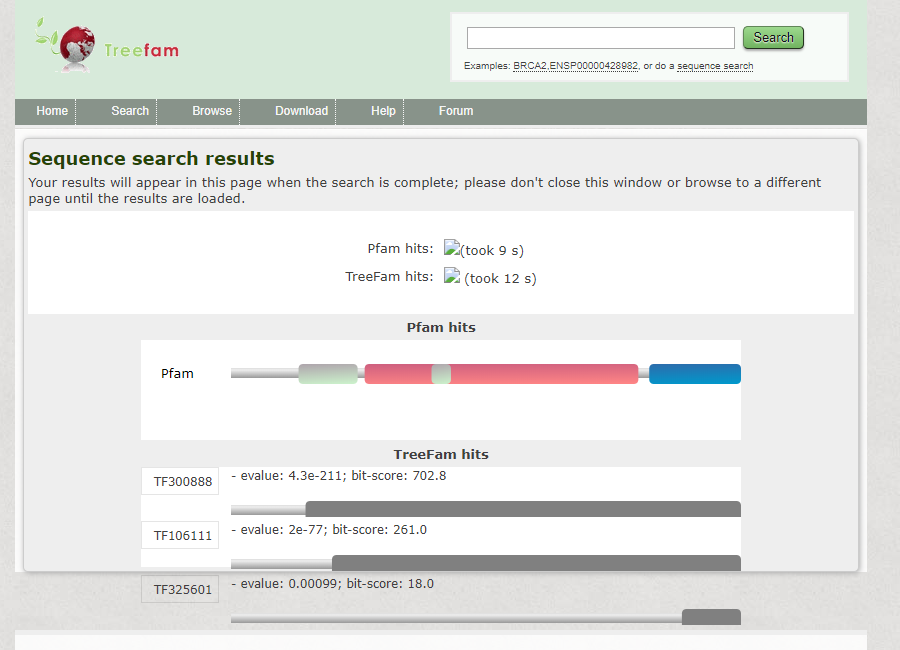 Treefam
Search
Examples: BRCA2,ENSP00000428982, or do a sequence search
Home Search Browse Download Help Forum
Sequence search results
Your results will appear in this page when the search is complete; please don't close this window or browse to a different
page until the results are loaded.
Pfam hits: (took 9 s)
TreeFam hits: (took 12 s)
Pfam hits
Pfam
TreeFam hits
TF300888 - evalue: 4.3e-211; bit-score: 702.8
TF106111 - evalue: 2e-77; bit-score: 261.0
TF325601 - evalue: 0.00099; bit-score: 18.0